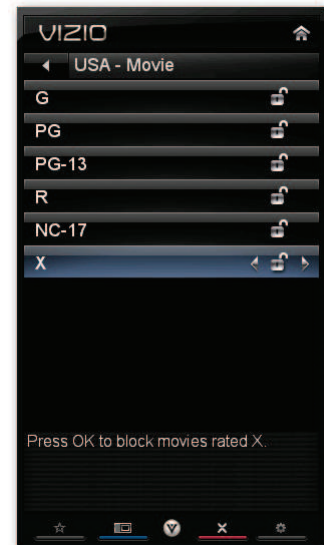 VIZIO
USA - Movie
G
PG
PG-13
R
NC-17
X
Press OK to block movies rated X.